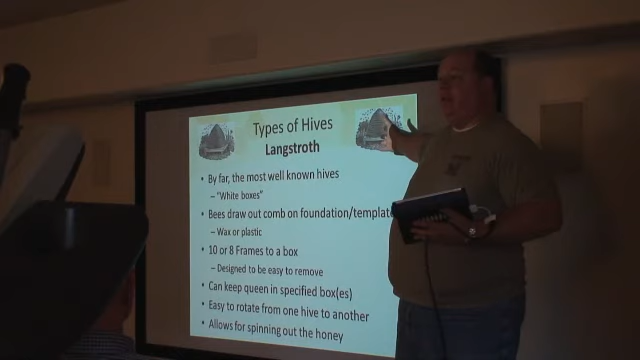 Types of Hives
Langstroth
• By far, the most well known hives
– "White boxes"
• Bees draw out comb on foundation/templat
– Wax or plastic
• 10 or 8 Frames to a box
– Designed to be easy to remove
• Can keep queen in specified box(es)
• Easy to rotate from one hive to another
• Allows for spinning out the honey